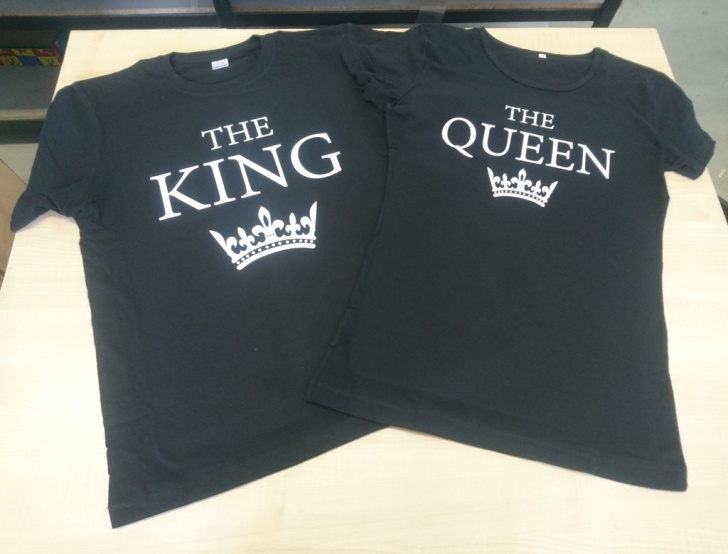 THE
KING
THE
QUEEN